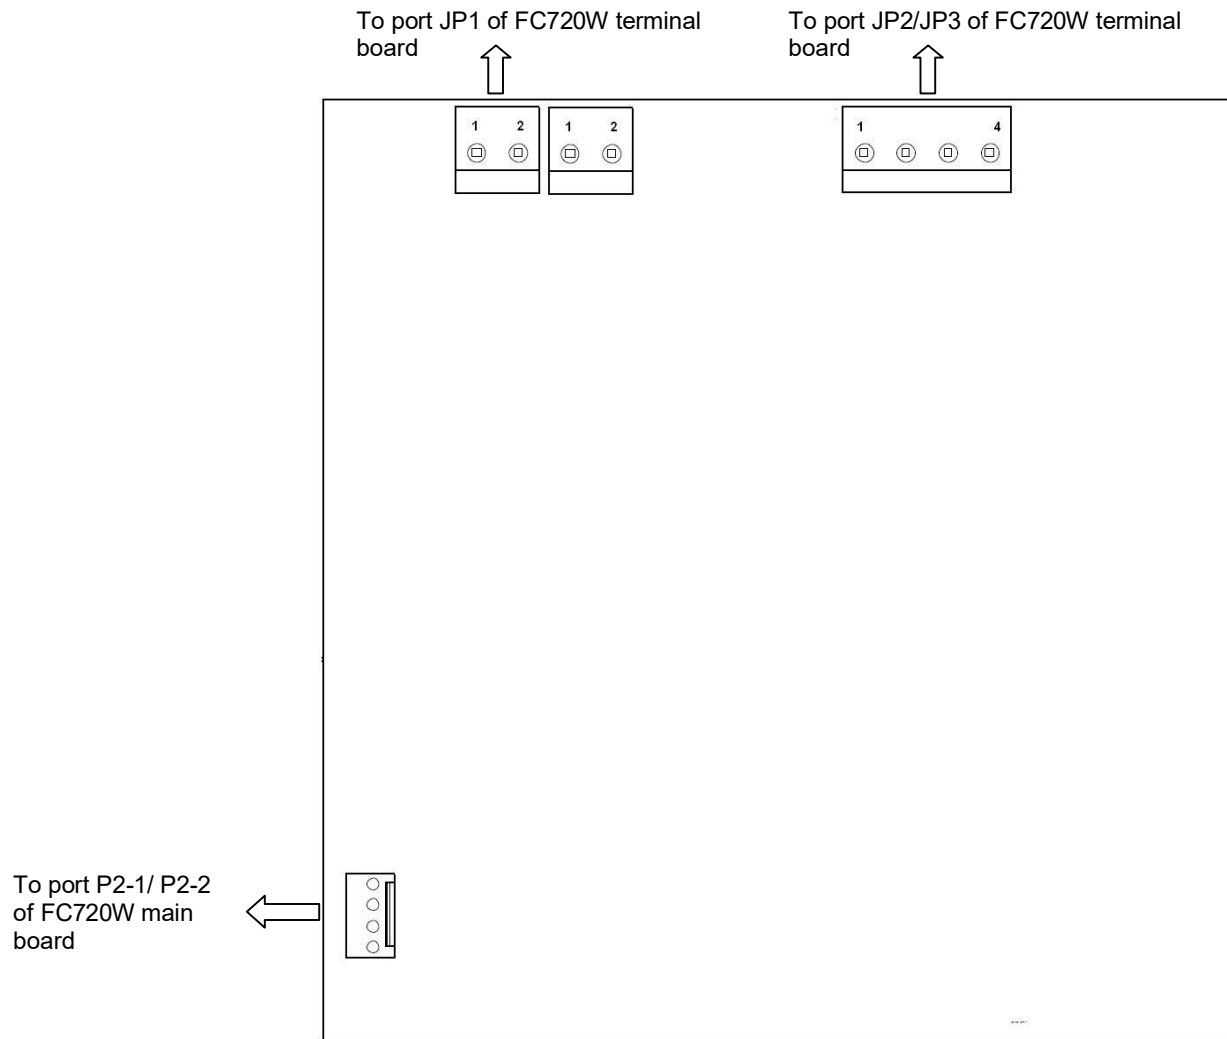 To port JP1 of FC720W terminal
board
To port JP2/JP3 of FC720W terminal
board
1 2 1 2 1 4
To port P2-1/ P2-2
of FC720W main
board